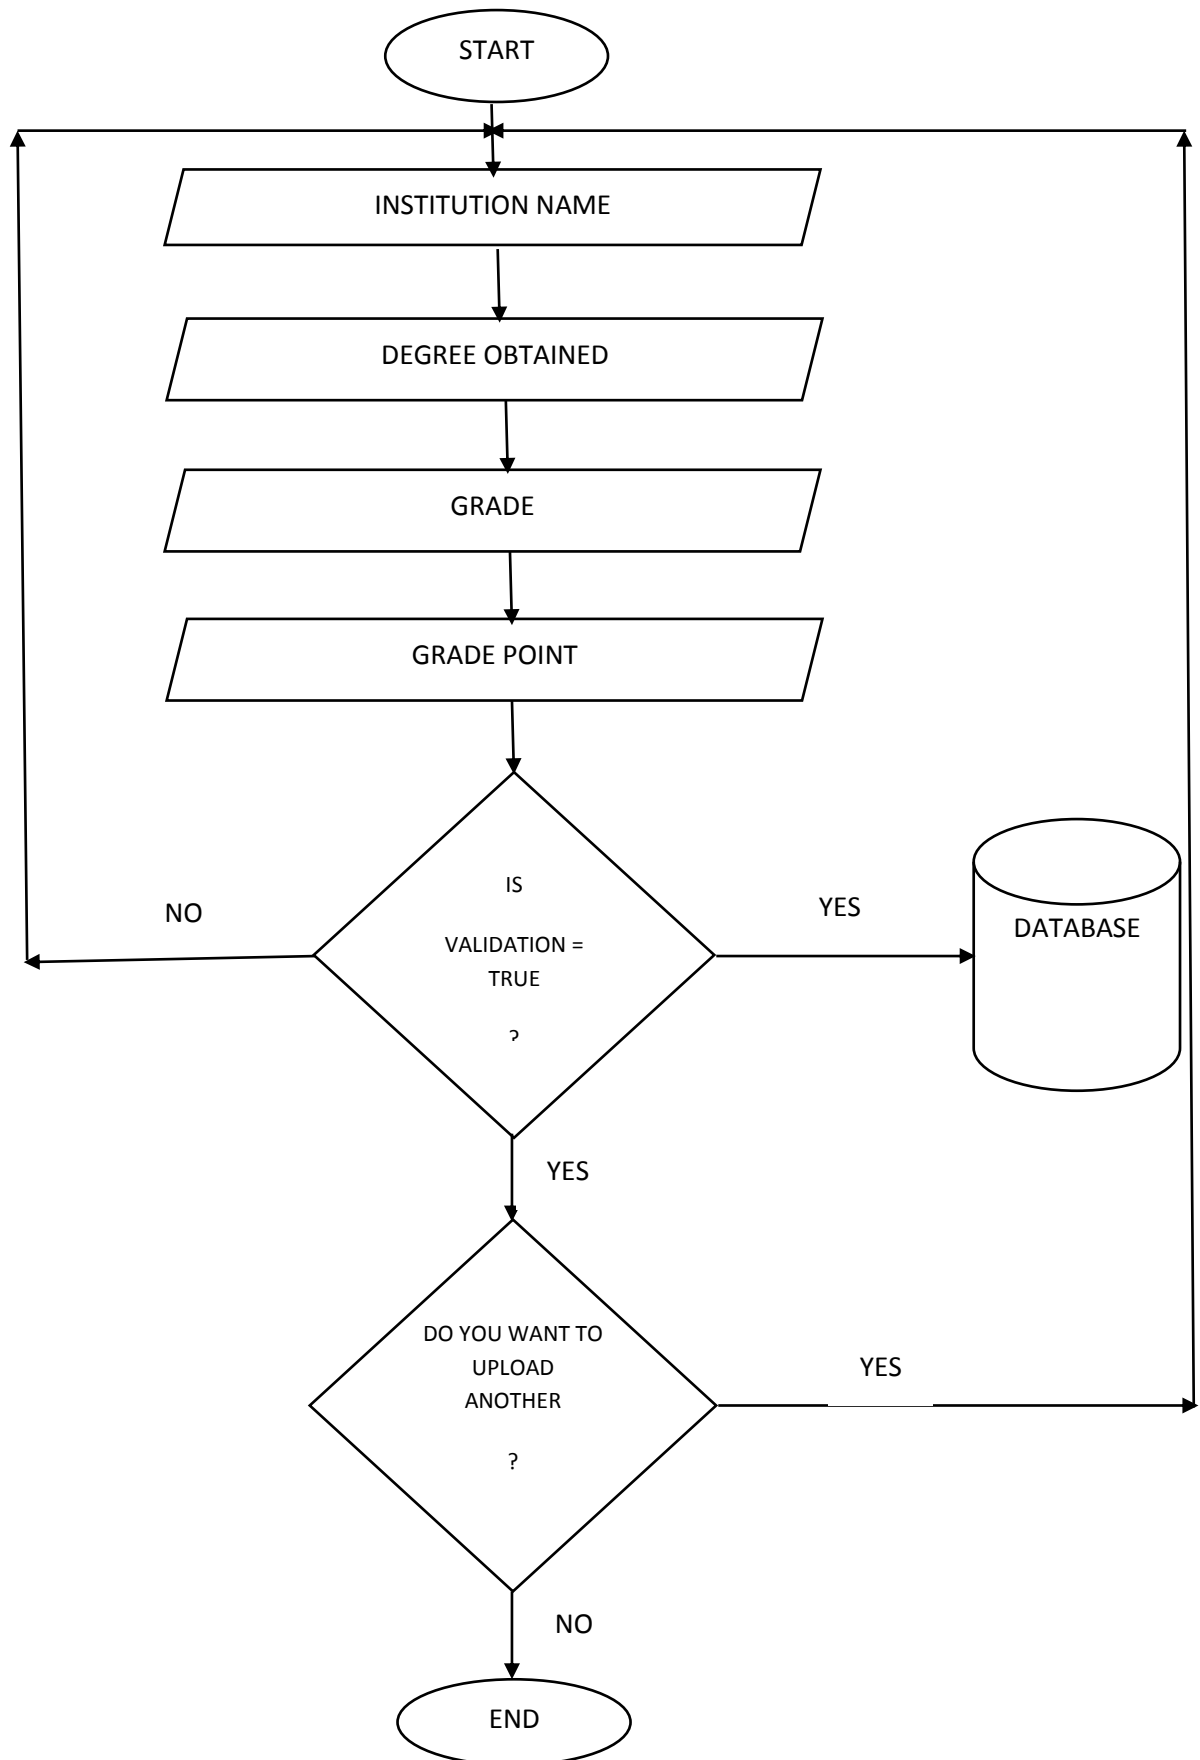 START
INSTITUTION NAME
DEGREE OBTAINED
GRADE
GRADE POINT
IS
VALIDATION =
TRUE
?
NO
YES
DATABASE
YES
DO YOU WANT TO
UPLOAD
ANOTHER
?
YES
NO
END